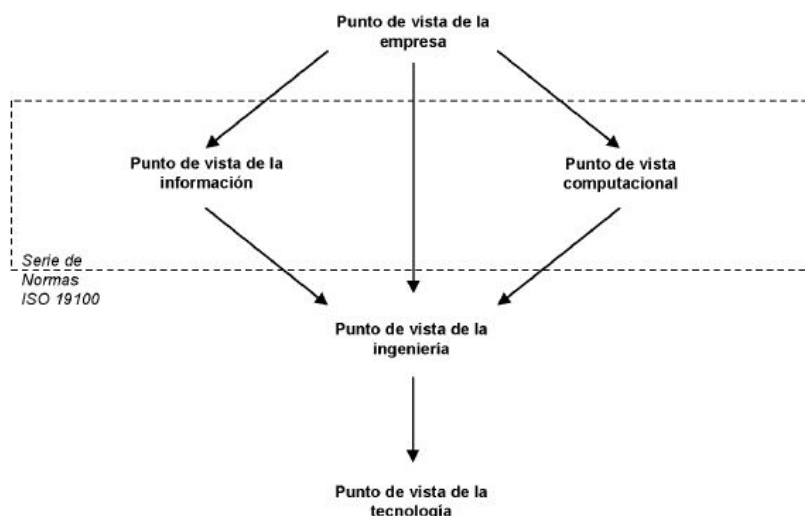 Punto de vista de la
empresa
Punto de vista de la
información
Punto de vista
computacional
Serie de
Normas
ISO 19100
Punto de vista de la
ingeniería
Punto de vista de la
tecnología